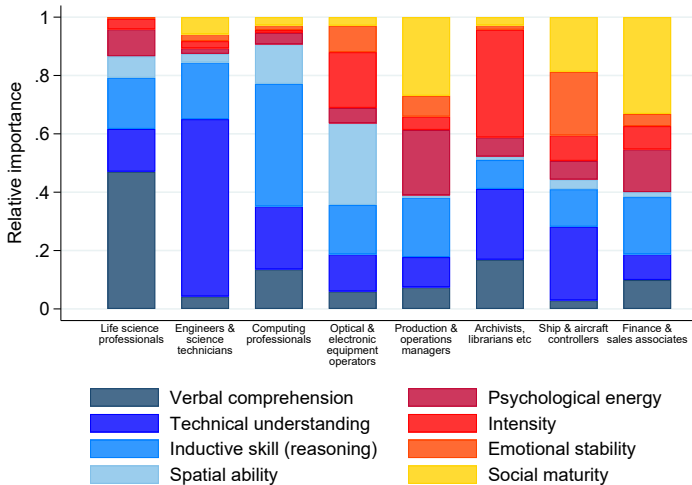 1
.8
.6
.4
.2
0
Relative importance
Life science
professionals
Engineers &
science
technicians
Computing
professionals
Optical &
electronic
equipment
operators
Production &
operations
managers
Archivists,
librarians etc
Ship & aircraft
controllers
Finance &
sales associates
Verbal comprehension
Technical understanding
Inductive skill (reasoning)
Spatial ability
Psychological energy
Intensity
Emotional stability
Social maturity